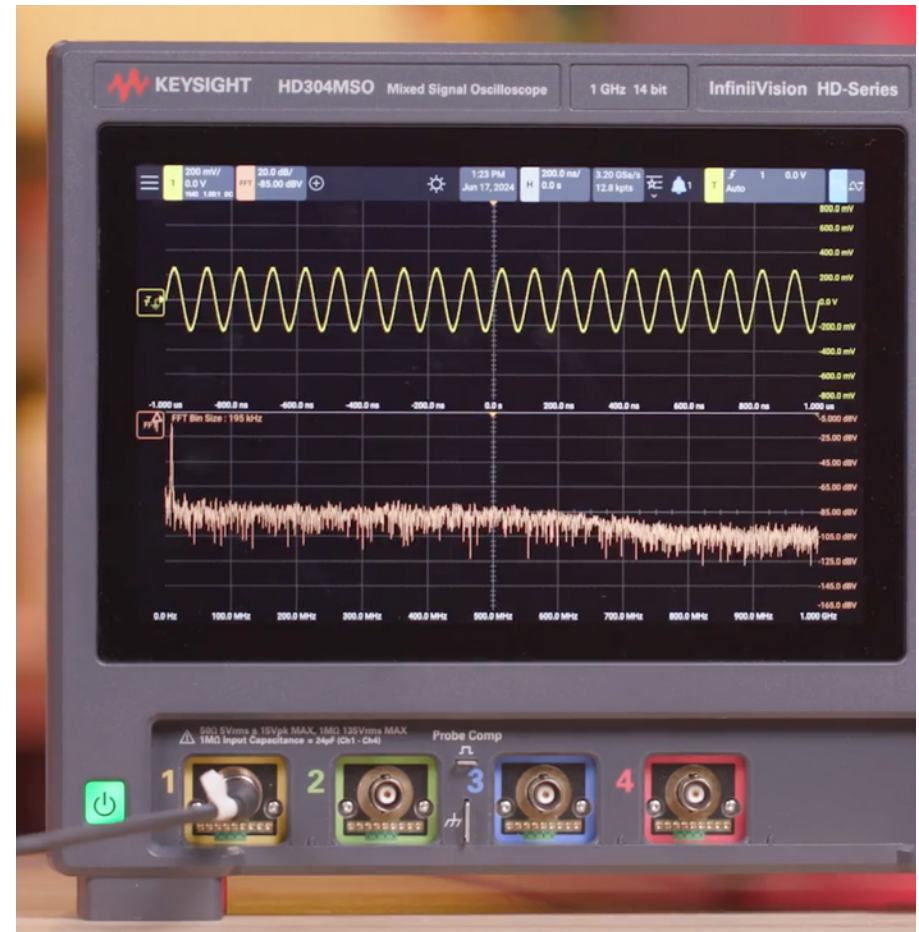 KEYSIGHT HD304MSO Mixed Signal Oscilloscope 1 GHz 14 bit InfiniiVision HD-Series
1 200 mV/ 0.0 V 1MΩ 1.00:1 DC
FFT 20.0 dB/ -85.00 dBV
1:23 PM Jun 17, 2024
H 200.0 ns/ 0.0 s
3.20 GSa/s 12.8 kpts
1
T 1 0.0 V Auto
800.0 mV
600.0 mV
400.0 mV
200.0 mV
0.0 V
-200.0 mV
-400.0 mV
-600.0 mV
-800.0 mV
-1.000 us -800.0 ns -600.0 ns -400.0 ns -200.0 ns 0.0 s 200.0 ns 400.0 ns 600.0 ns 800.0 ns 1.000 us
FFT FFT Bin Size : 195 kHz
-5.000 dBV
-25.00 dBV
-45.00 dBV
-65.00 dBV
-85.00 dBV
-105.0 dBV
-125.0 dBV
-145.0 dBV
-165.0 dBV
0.0 Hz 100.0 MHz 200.0 MHz 300.0 MHz 400.0 MHz 500.0 MHz 600.0 MHz 700.0 MHz 800.0 MHz 900.0 MHz 1.000 GHz
50Ω 5Vrms ± 15Vpk MAX, 1MΩ 135Vrms MAX
1MΩ Input Capacitance = 24pF (Ch1 - Ch4)
Probe Comp
1 2 3 4